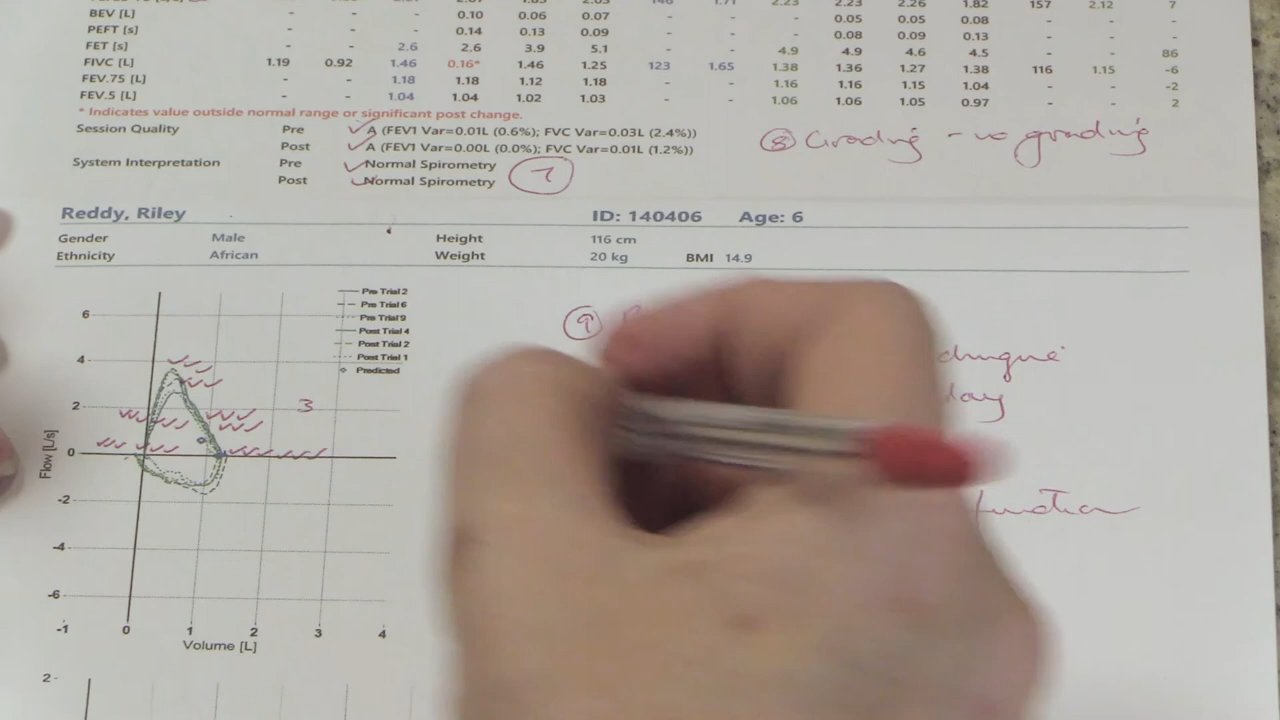 BEV [L] - - - 0.10 0.06 0.07 - - - 0.05 0.05 0.08 - - -
PEFT [s] - - - 0.14 0.13 0.09 - - - 0.08 0.09 0.13 - - -
FET [s] - - 2.6 2.6 3.9 5.1 - - 4.9 4.9 4.6 4.5 - - 86
FIVC [L] 1.19 0.92 1.46 0.16* 1.46 1.25 123 1.65 1.38 1.36 1.27 1.38 116 1.15 -6
FEV.75 [L] - - 1.18 1.18 1.12 1.18 - - 1.16 1.16 1.15 1.04 - - -2
FEV.5 [L] - - 1.04 1.04 1.02 1.03 - - 1.06 1.06 1.05 0.97 - - 2
* Indicates value outside normal range or significant post change.
Session Quality Pre A (FEV1 Var=0.01L (0.6%); FVC Var=0.03L (2.4%))
Post A (FEV1 Var=0.00L (0.0%); FVC Var=0.01L (1.2%))
System Interpretation Pre Normal Spirometry
Post Normal Spirometry
7
8 Grading - no grading
Reddy, Riley ID: 140406 Age: 6
Gender Male Height 116 cm
Ethnicity African Weight 20 kg BMI 14.9
Pre Trial 2
Pre Trial 6
Pre Trial 9
Post Trial 4
Post Trial 2
Post Trial 1
Predicted
6
4
2
0
-2
-4
-6
Flow [L/s]
-1 0 1 2 3 4
Volume [L]
3
2
9
function